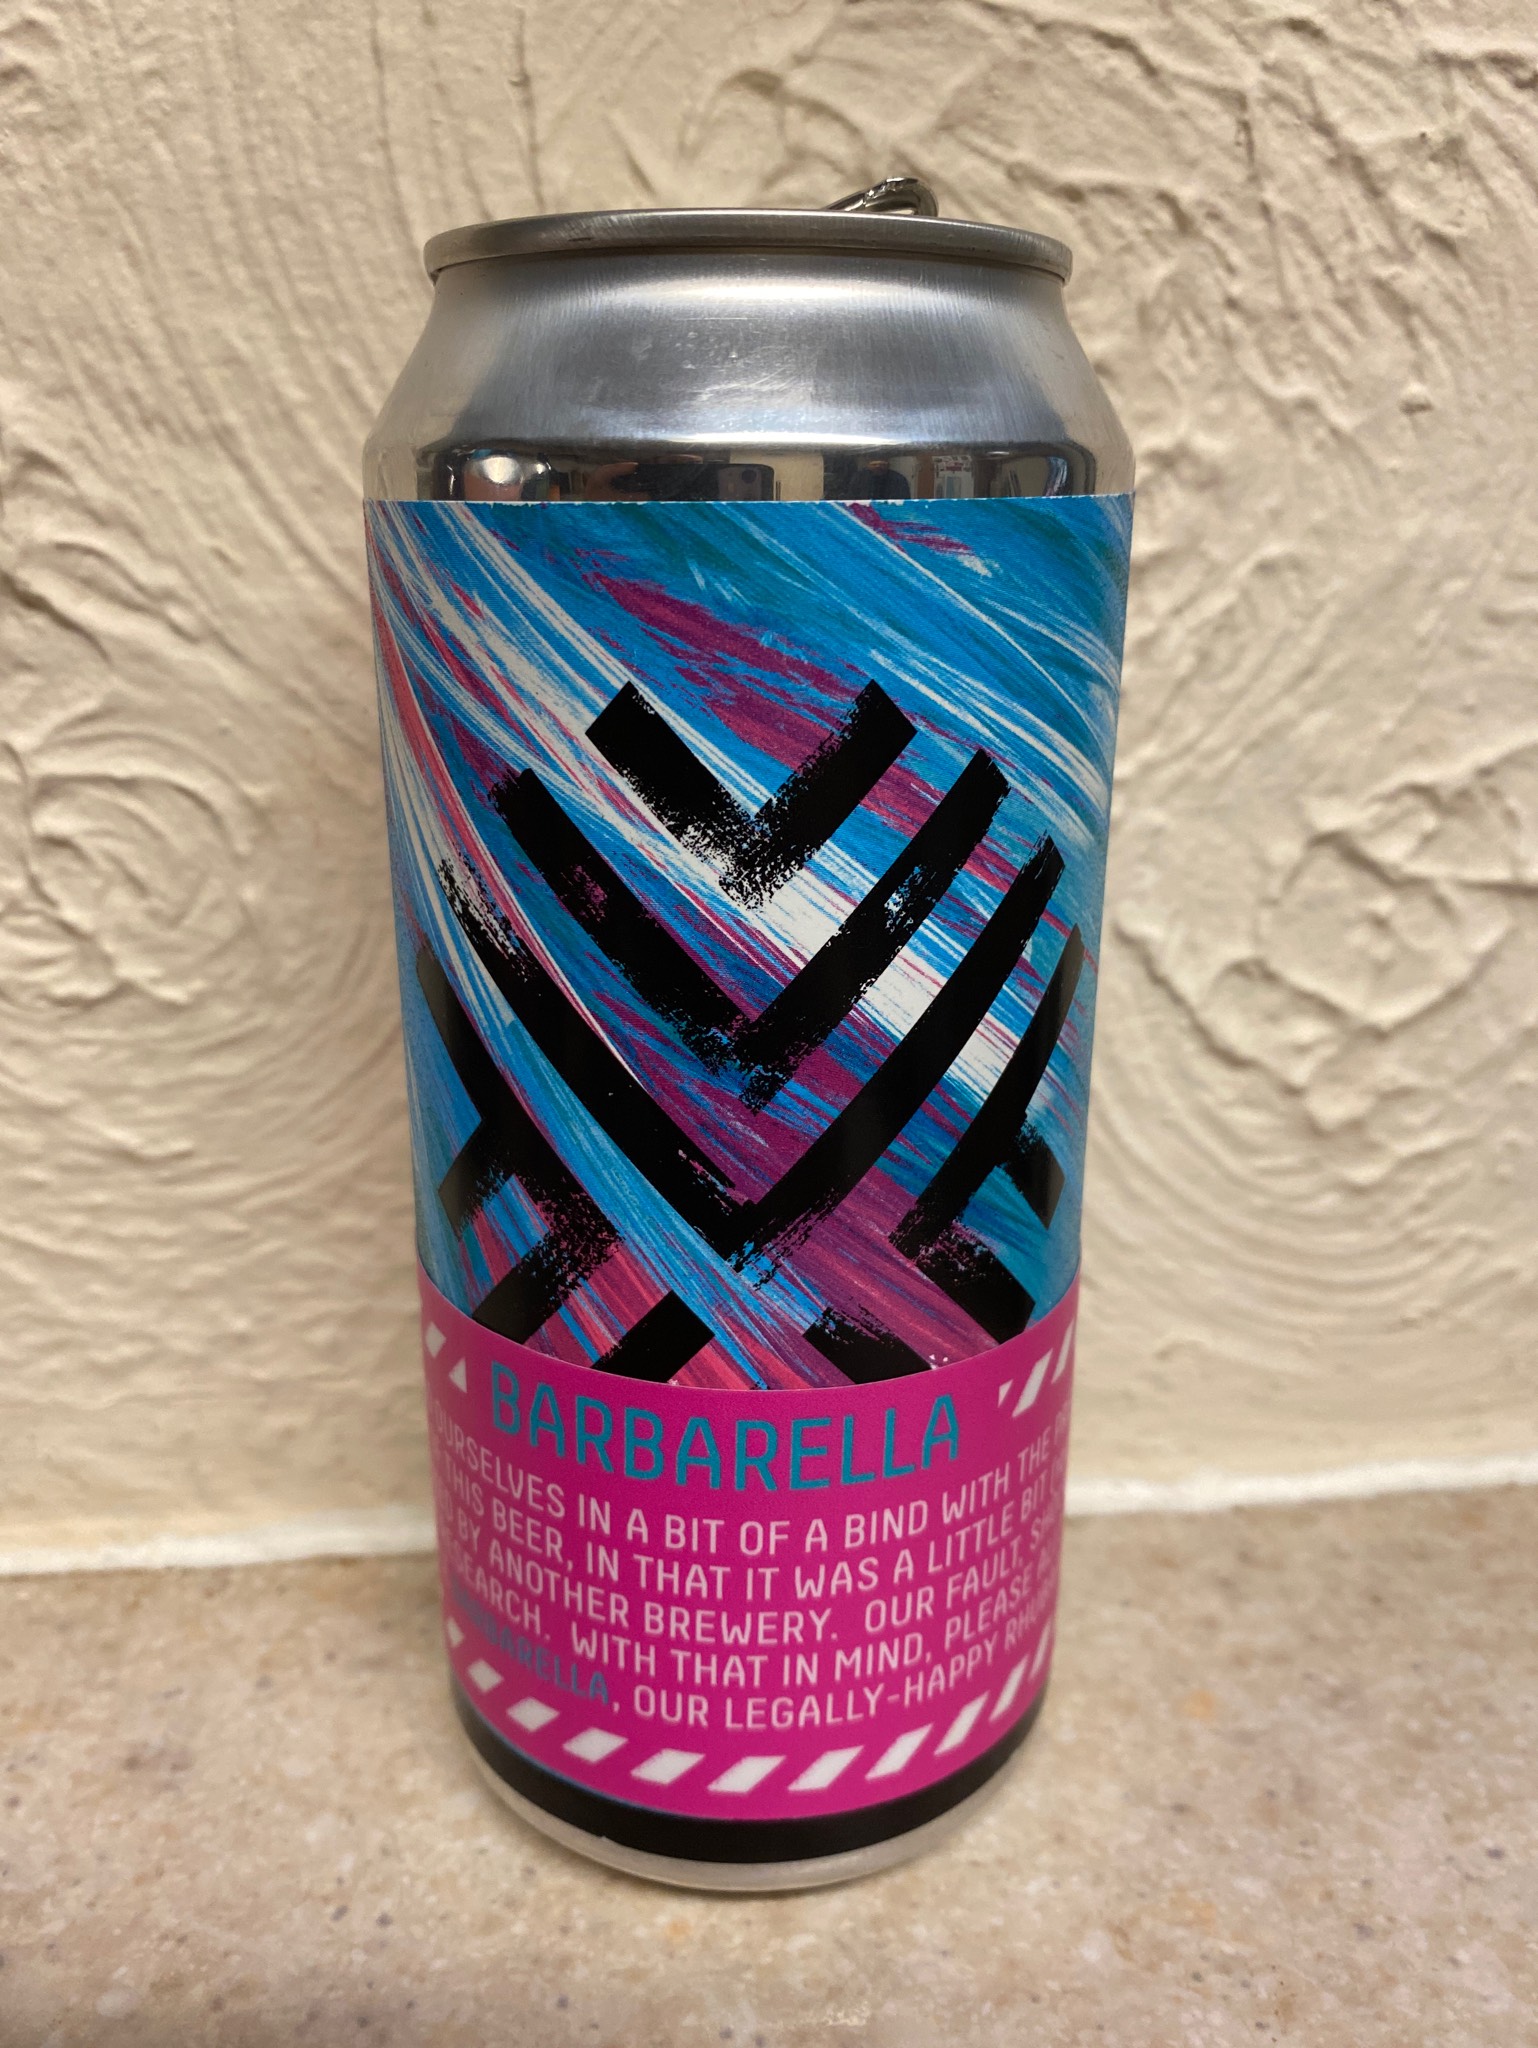 BARBARELLA
OURSELVES IN A BIT OF A BIND WITH THE
THIS BEER, IN THAT IT WAS A LITTLE BIT
BY ANOTHER BREWERY. OUR FAULT,
WITH THAT IN MIND, PLEASE
BARBARELLA, OUR LEGALLY-HAPPY